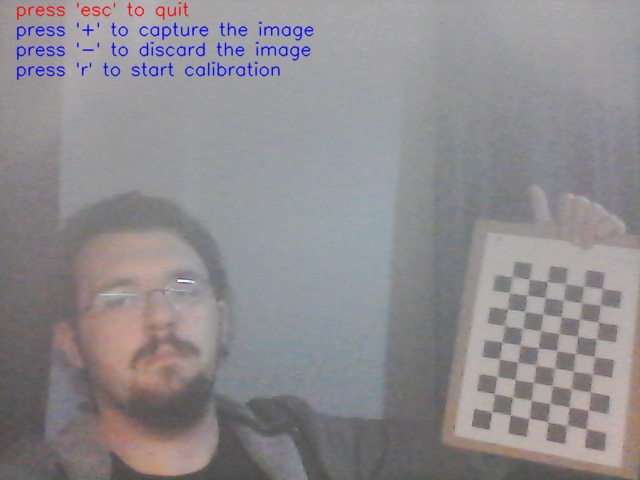 press 'esc' to quit
press '+' to capture the image
press '-' to discard the image
press 'r' to start calibration